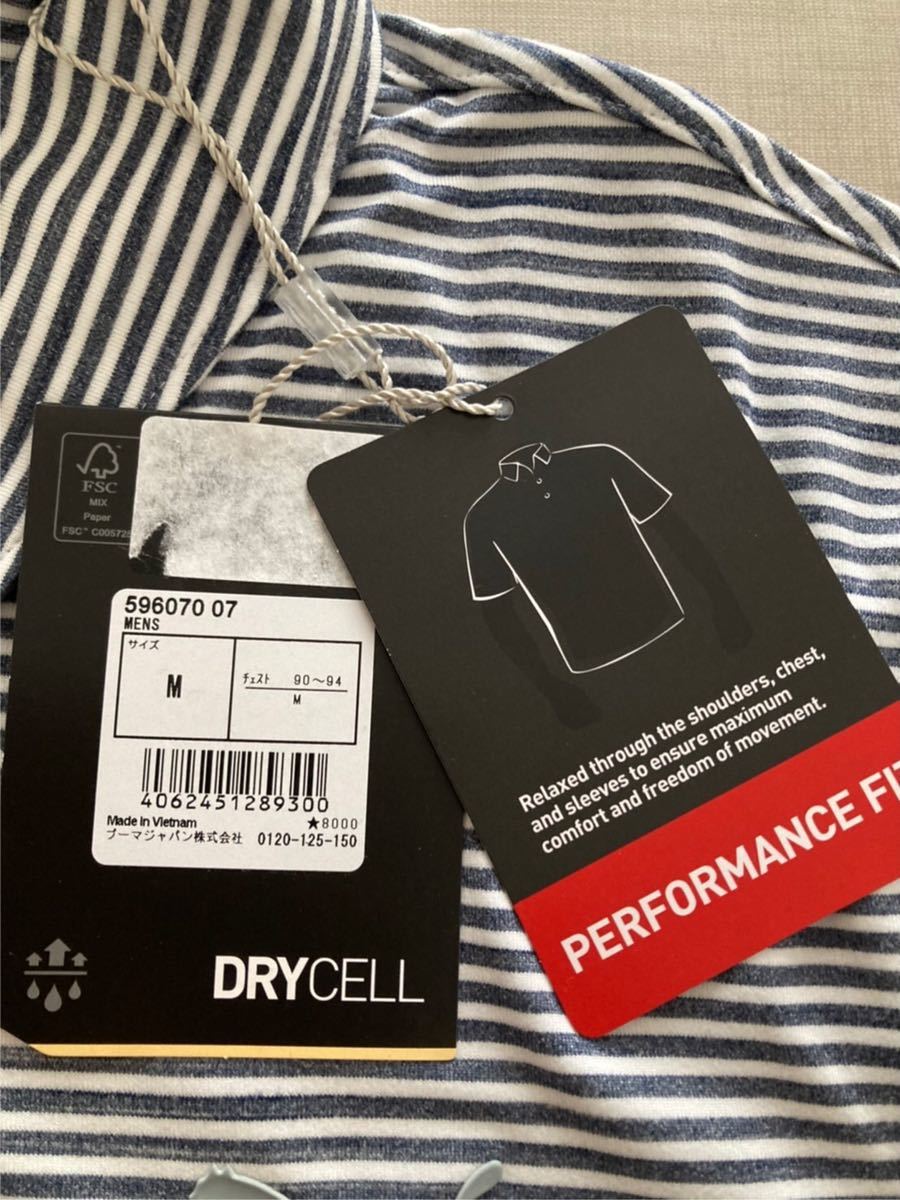 FSC
MIX
Paper
596070 07
MENS
サイズ
M
チェスト 90〜94
M
4062451289300
Made in Vietnam ★8000
プーマジャパン株式会社 0120-125-150
DRYCELL
Relaxed through the shoulders, chest,
and sleeves to ensure maximum
comfort and freedom of movement.
PERFORMANCE